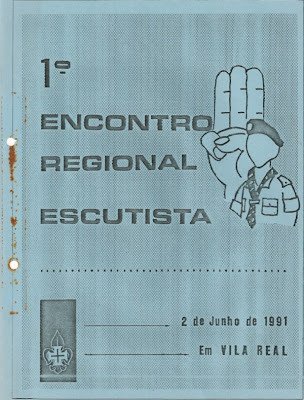 1º
ENCONTRO
REGIONAL
ESCUTISTA
2 de Junho de 1991
Em VILA REAL